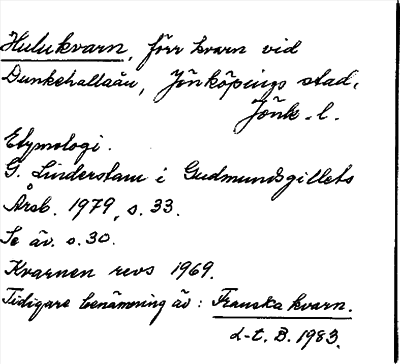 Hulukvarn, förr kvarn vid
Dunkehallaån, Jönköpings stad,
Jönk. l.
Etymologi.
G. Linderstam i Gudmundsgillets
Årsb. 1979, s. 33.
Se äv. s. 30.
Kvarnen revs 1969.
Tidigare benämning äv: Franska kvarn.
d-t. B. 1983.